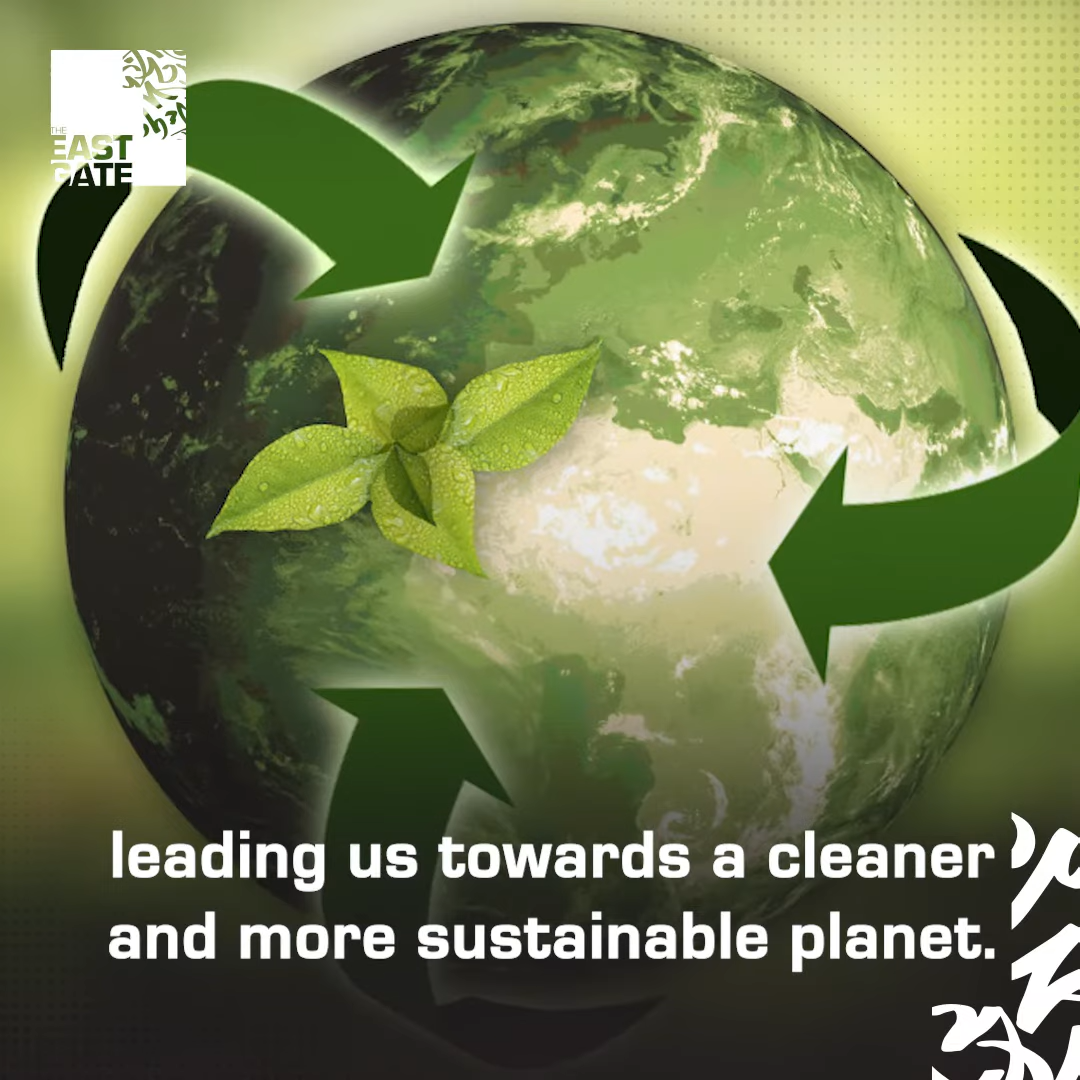 THE
EAST
GATE
leading us towards a cleaner
and more sustainable planet.